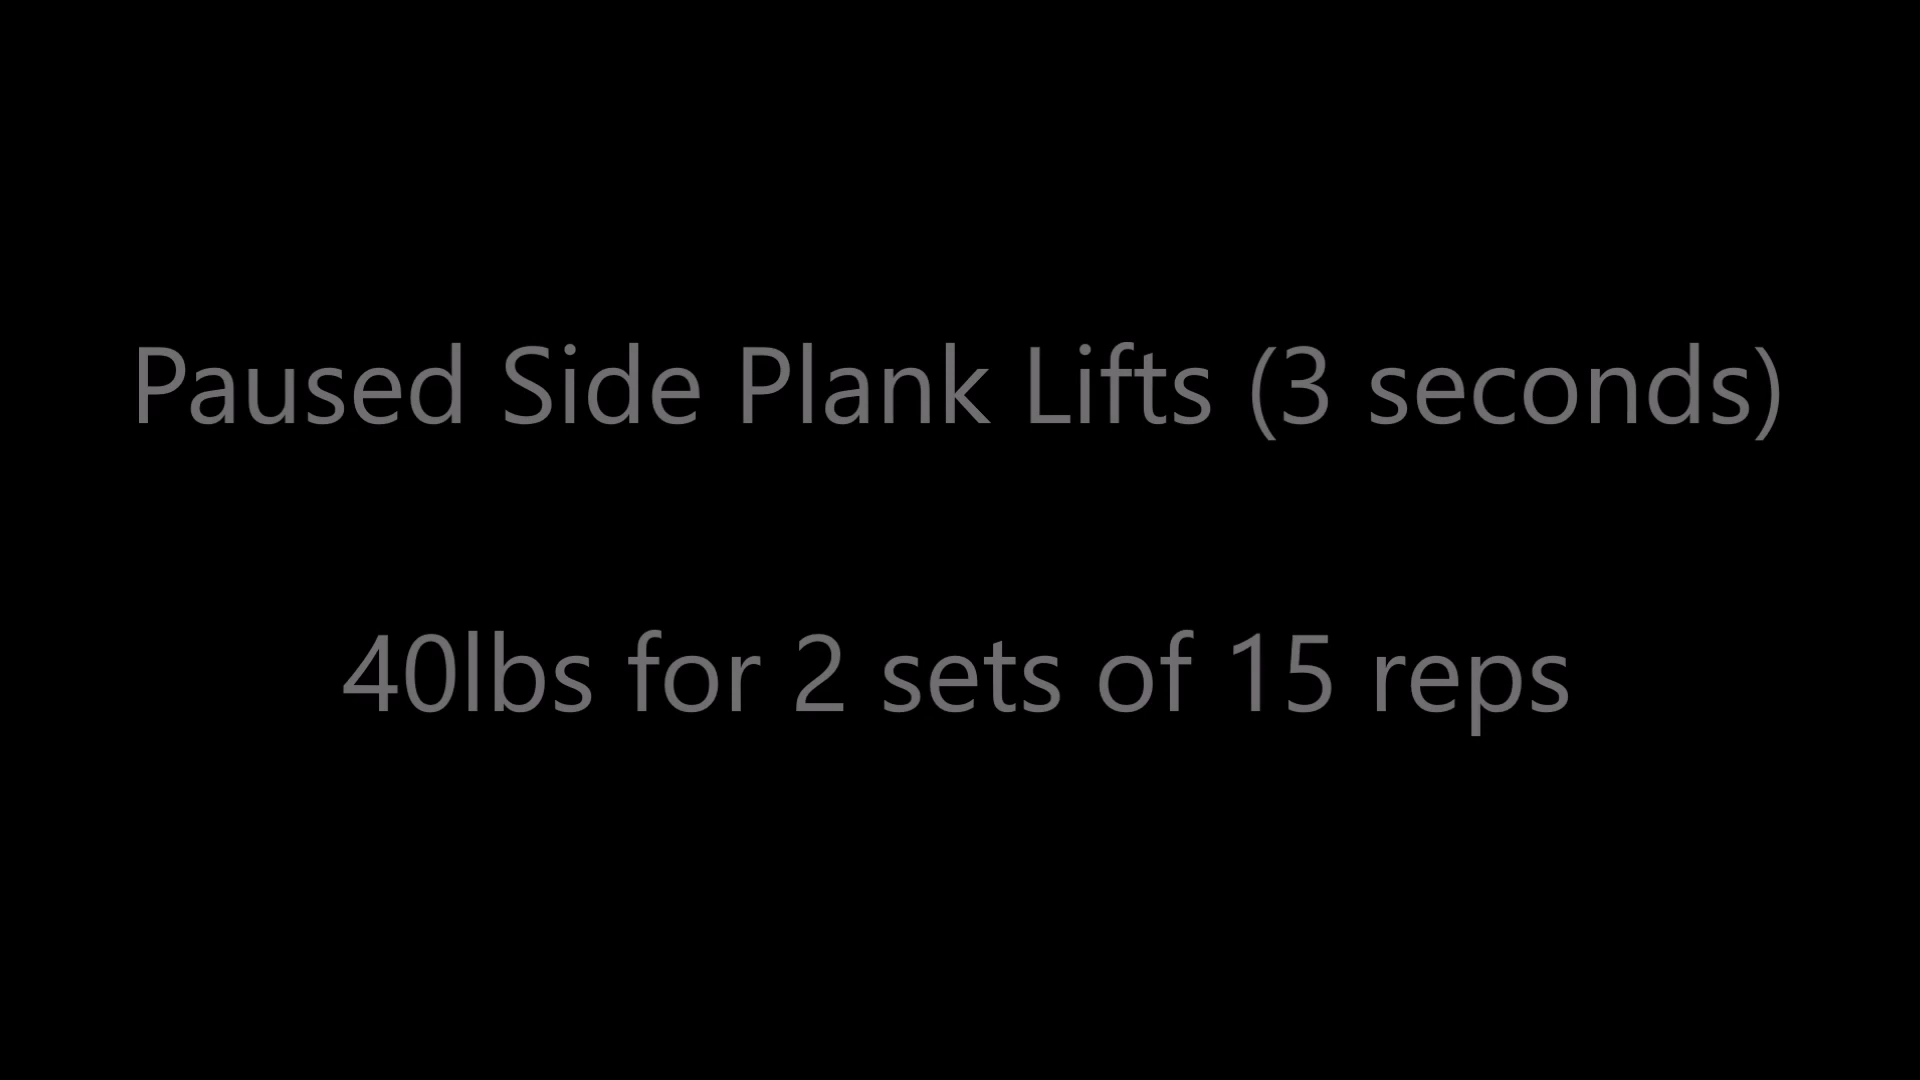 Paused Side Plank Lifts (3 seconds)
40lbs for 2 sets of 15 reps